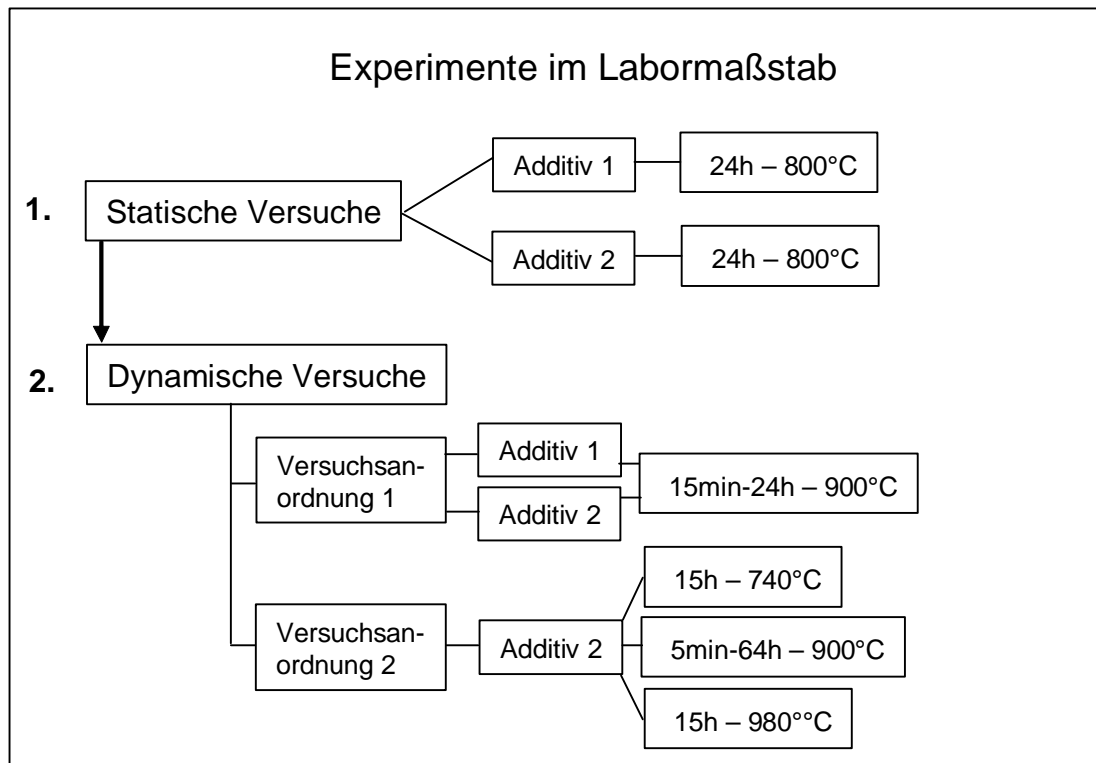 Experimente im Labormaßstab
1.
Statische Versuche
Additiv 1
24h – 800°C
Additiv 2
24h – 800°C
2.
Dynamische Versuche
Versuchsan-
ordnung 1
Additiv 1
Additiv 2
15min-24h – 900°C
Versuchsan-
ordnung 2
Additiv 2
15h – 740°C
5min-64h – 900°C
15h – 980°°C